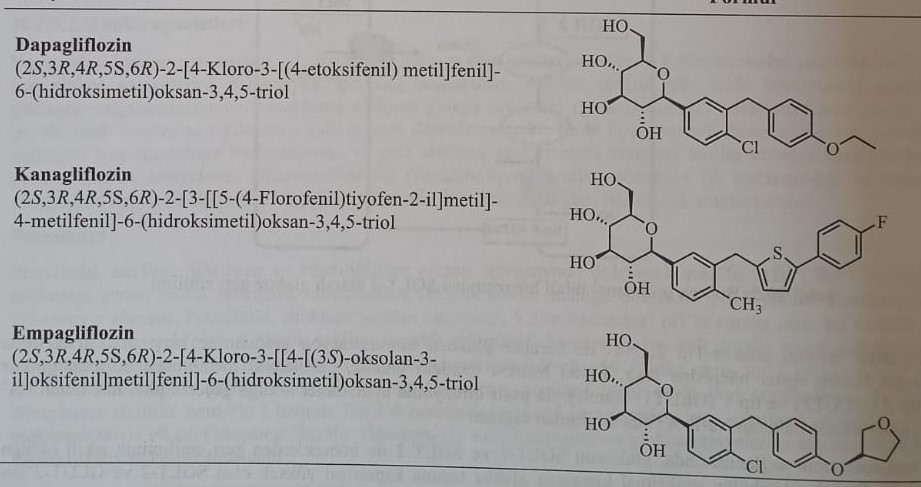 Formül
Dapagliflozin
(2S,3R,4R,5S,6R)-2-[4-Kloro-3-[(4-etoksifenil) metil]fenil]-
6-(hidroksimetil)oksan-3,4,5-triol
HO
HO
O
HO
OH
Cl
O
Kanagliflozin
(2S,3R,4R,5S,6R)-2-[3-[[5-(4-Florofenil)tiyofen-2-il]metil]-
4-metilfenil]-6-(hidroksimetil)oksan-3,4,5-triol
HO
HO
O
HO
OH
S
F
CH3
Empagliflozin
(2S,3R,4R,5S,6R)-2-[4-Kloro-3-[[4-[(3S)-oksolan-3-
il]oksifenil]metil]fenil]-6-(hidroksimetil)oksan-3,4,5-triol
HO
HO
O
HO
OH
Cl
O
O